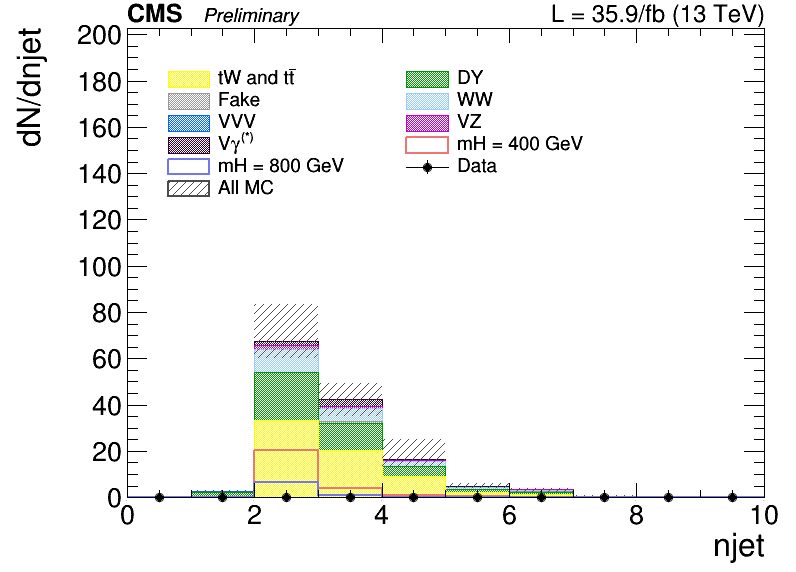 CMS Preliminary L = 35.9/fb (13 TeV)
dN/dnjet
200
180
160
140
120
100
80
60
40
20
0
tW and tt̄ DY
Fake WW
VVV VZ
Vγ(*) mH = 400 GeV
mH = 800 GeV Data
All MC
0 2 4 6 8 10
njet